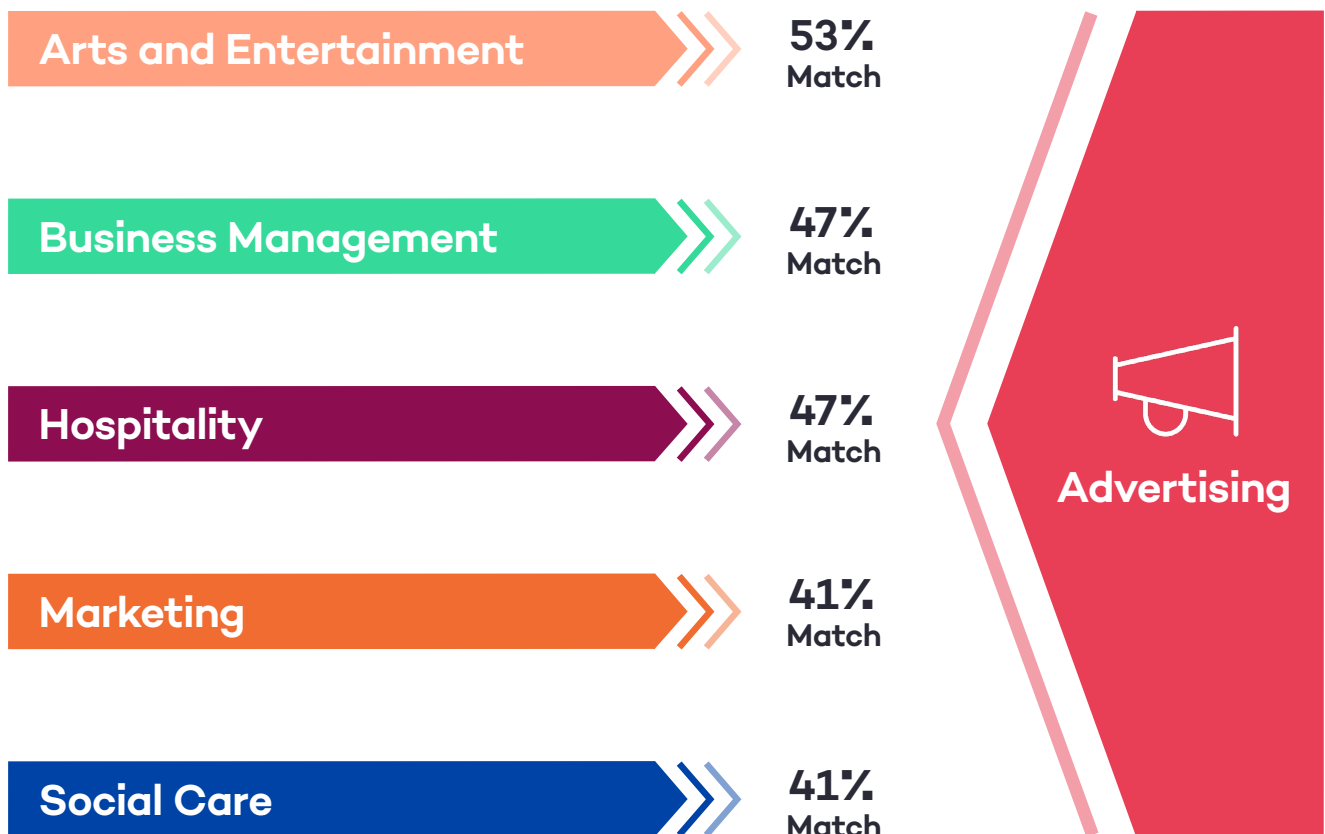 Arts and Entertainment
53%
Match
Business Management
47%
Match
Hospitality
47%
Match
Advertising
Marketing
41%
Match
Social Care
41%
Match